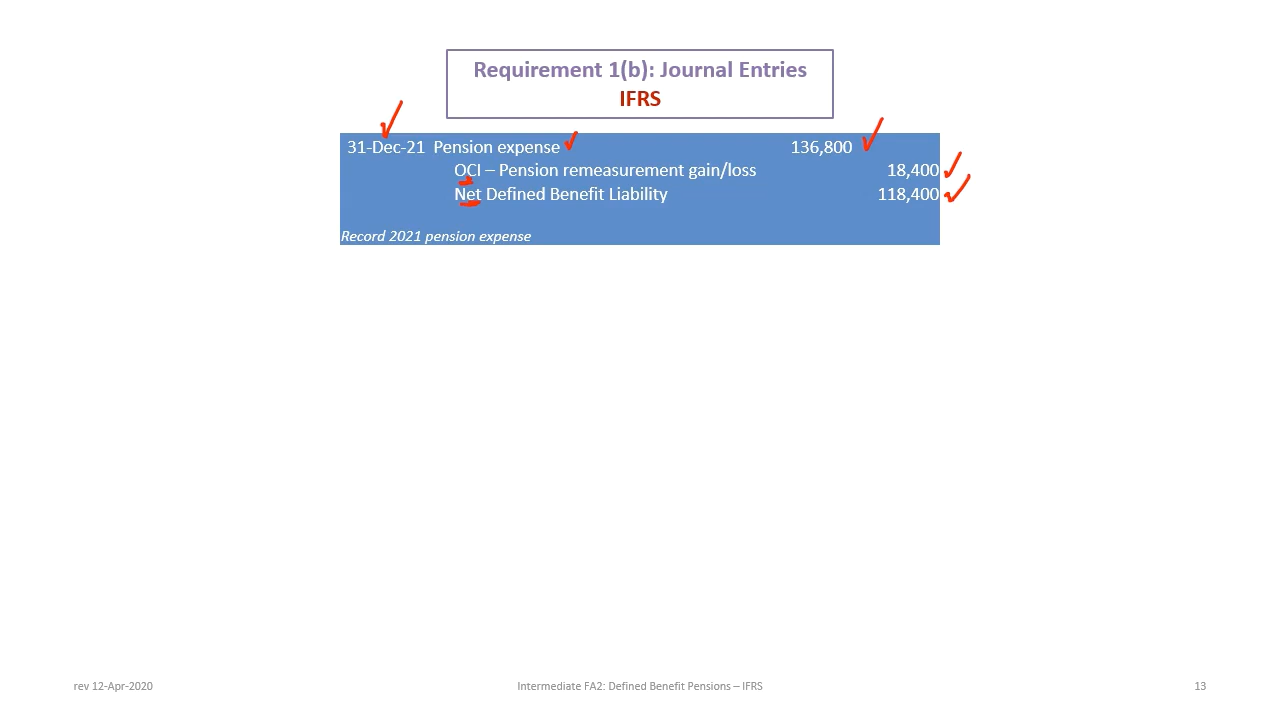 Requirement 1(b): Journal Entries
IFRS
31-Dec-21 Pension expense 136,800
OCI – Pension remeasurement gain/loss 18,400
Net Defined Benefit Liability 118,400
Record 2021 pension expense
rev 12-Apr-2020 Intermediate FA2: Defined Benefit Pensions – IFRS 13